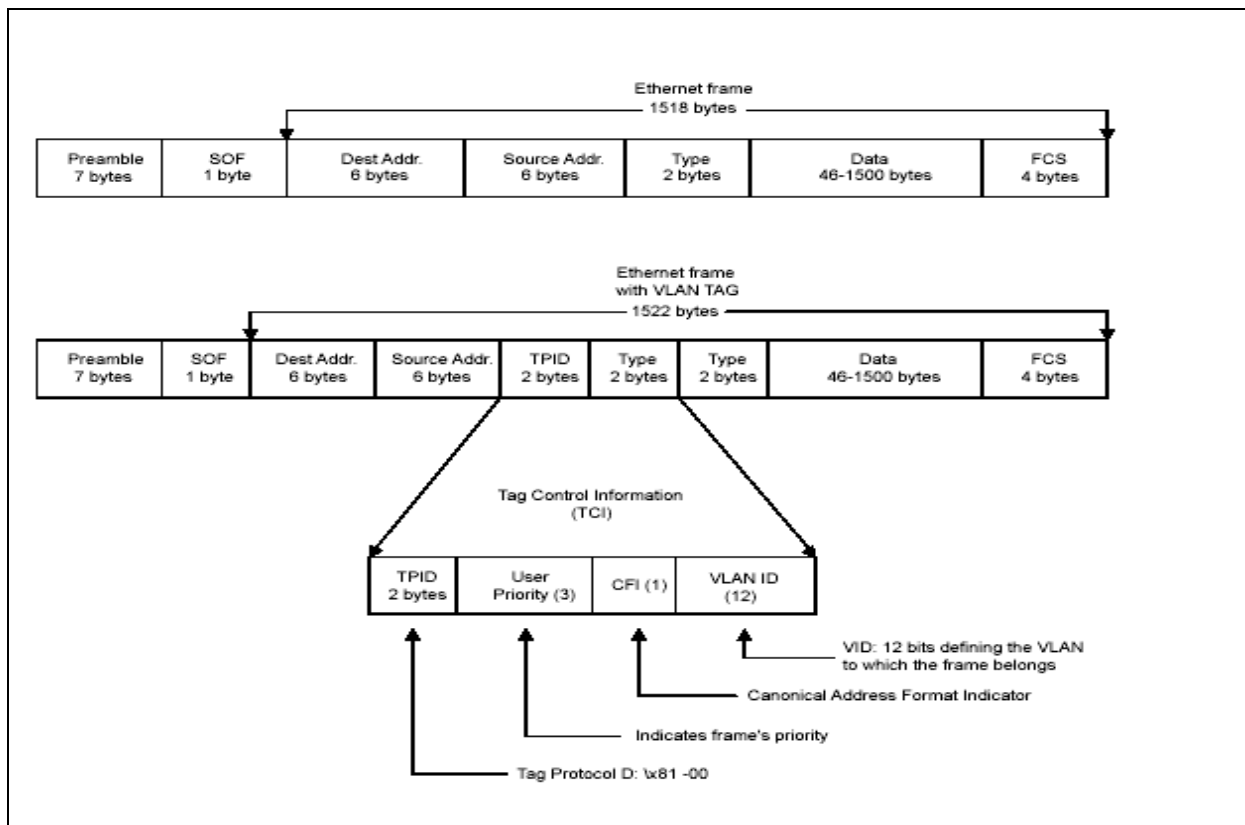 Ethernet frame
1518 bytes
Preamble
7 bytes
SOF
1 byte
Dest Addr.
6 bytes
Source Addr.
6 bytes
Type
2 bytes
Data
46-1500 bytes
FCS
4 bytes
Ethernet frame
with VLAN TAG
1522 bytes
Preamble
7 bytes
SOF
1 byte
Dest Addr.
6 bytes
Source Addr.
6 bytes
TPID
2 bytes
Type
2 bytes
Type
2 bytes
Data
46-1500 bytes
FCS
4 bytes
Tag Control Information
(TCI)
TPID
2 bytes
User
Priority (3)
CFI (1)
VLAN ID
(12)
VID: 12 bits defining the VLAN
to which the frame belongs
Canonical Address Format Indicator
Indicates frame's priority
Tag Protocol D: \x81 -00